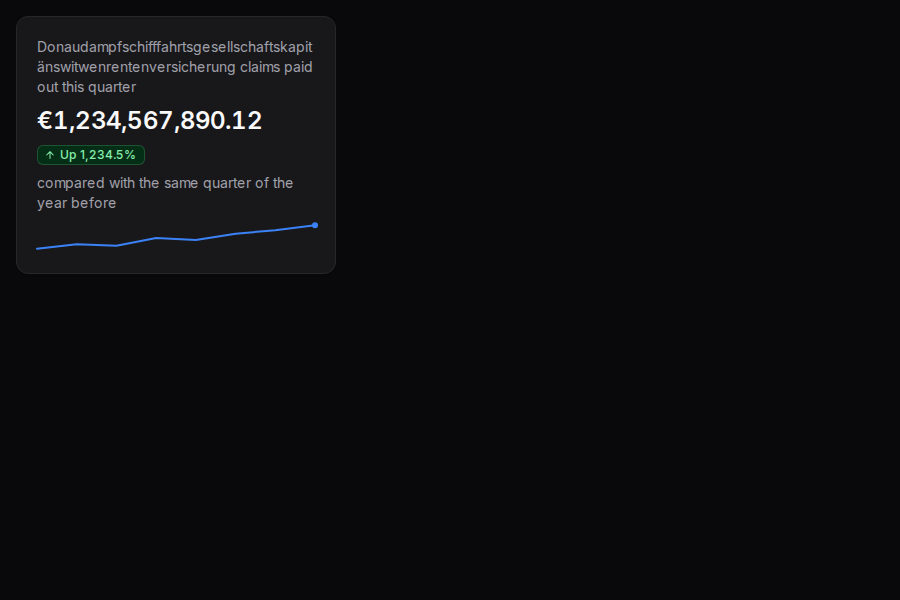 Donaudampfschifffahrtsgesellschaftskapit
änswitwenrentenversicherung claims paid
out this quarter
€1,234,567,890.12
↑ Up 1,234.5%
compared with the same quarter of the
year before